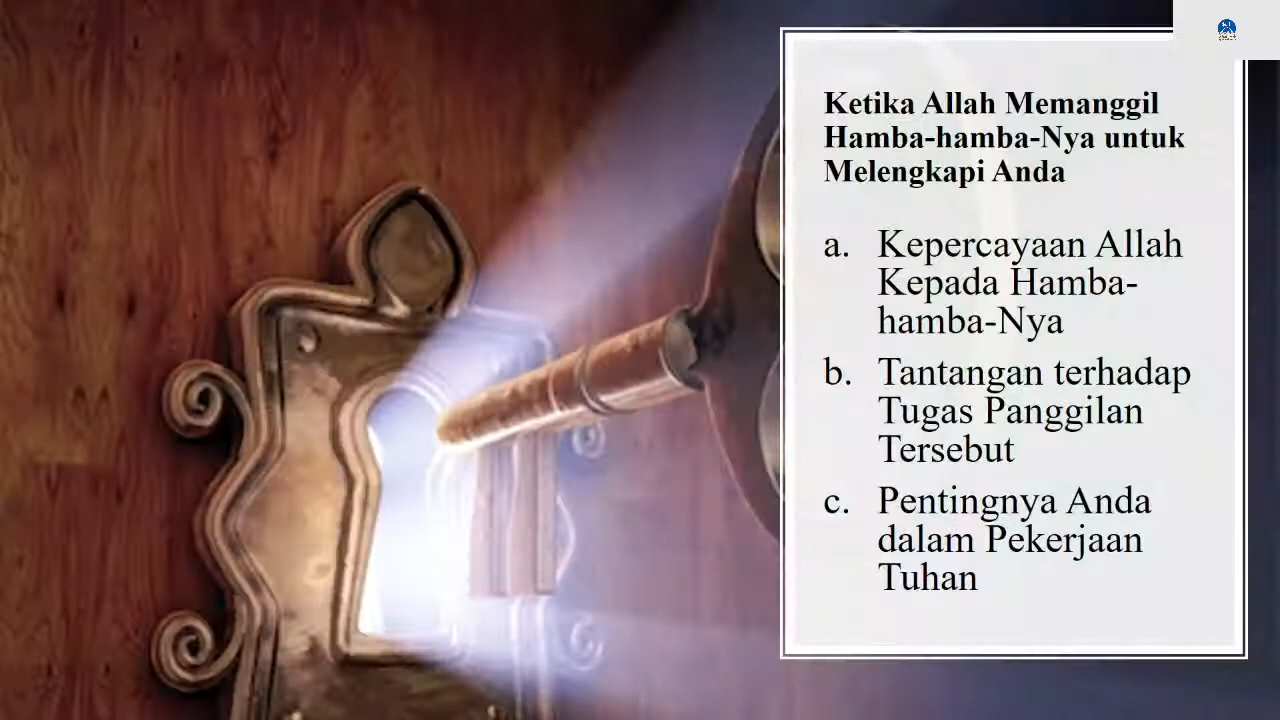 Ketika Allah Memanggil
Hamba-hamba-Nya untuk
Melengkapi Anda
a. Kepercayaan Allah
Kepada Hamba-
hamba-Nya
b. Tantangan terhadap
Tugas Panggilan
Tersebut
c. Pentingnya Anda
dalam Pekerjaan
Tuhan